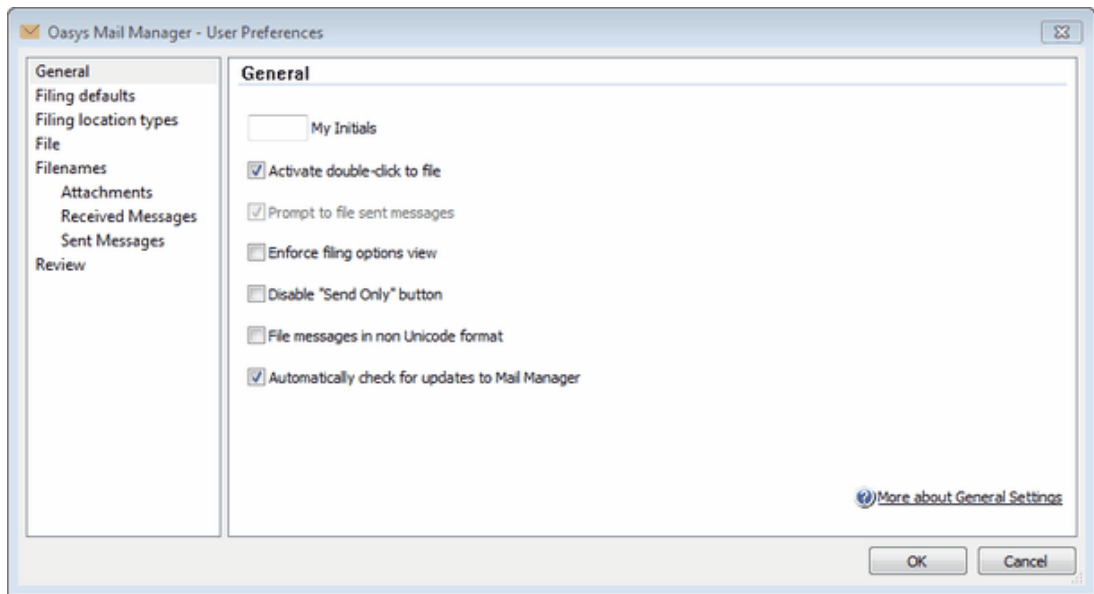 Oasys Mail Manager - User Preferences
General
Filing defaults
Filing location types
File
Filenames
Attachments
Received Messages
Sent Messages
Review
General
My Initials
Activate double-click to file
Prompt to file sent messages
Enforce filing options view
Disable "Send Only" button
File messages in non Unicode format
Automatically check for updates to Mail Manager
More about General Settings
OK
Cancel